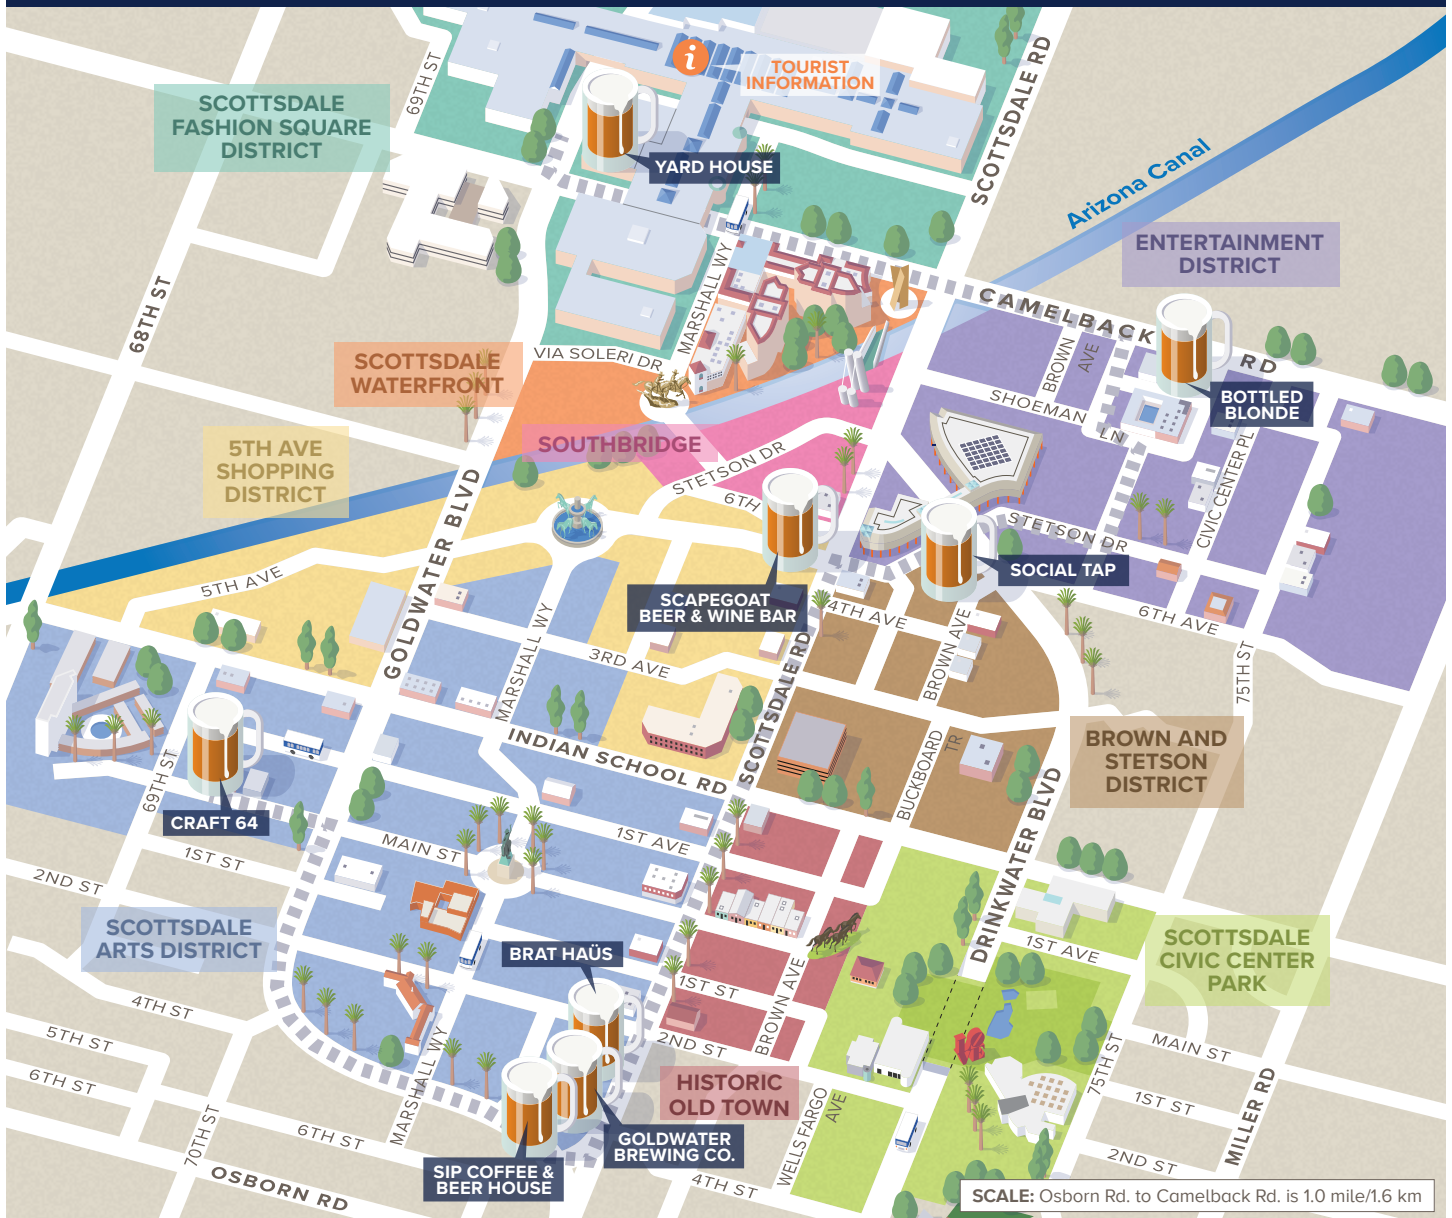 69TH ST
TOURIST
INFORMATION
SCOTTSDALE RD
SCOTTSDALE
FASHION SQUARE
DISTRICT
YARD HOUSE
Arizona Canal
ENTERTAINMENT
DISTRICT
68TH ST
MARSHALL WY
CAMELBACK RD
BROWN AVE
VIA SOLERI DR
SCOTTSDALE
WATERFRONT
BOTTLED
BLONDE
SHOEMAN LN
CIVIC CENTER PL
5TH AVE
SHOPPING
DISTRICT
SOUTHBRIDGE
STETSON DR
6TH
STETSON DR
GOLDWATER BLVD
SOCIAL TAP
5TH AVE
SCAPEGOAT
BEER & WINE BAR
4TH AVE
6TH AVE
MARSHALL WY
3RD AVE
SCOTTSDALE RD
BROWN AVE
75TH ST
INDIAN SCHOOL RD
BUCKBOARD TR
BROWN AND
STETSON
DISTRICT
69TH ST
CRAFT 64
DRINKWATER BLVD
1ST ST
MAIN ST
1ST AVE
2ND ST
SCOTTSDALE
ARTS DISTRICT
BRAT HAÜS
1ST AVE
SCOTTSDALE
CIVIC CENTER
PARK
1ST ST
BROWN AVE
4TH ST
5TH ST
2ND ST
MAIN ST
6TH ST
MARSHALL WY
HISTORIC
OLD TOWN
WELLS FARGO AVE
75TH ST
1ST ST
MILLER RD
70TH ST
6TH ST
GOLDWATER
BREWING CO.
2ND ST
OSBORN RD
SIP COFFEE &
BEER HOUSE
4TH ST
SCALE: Osborn Rd. to Camelback Rd. is 1.0 mile/1.6 km